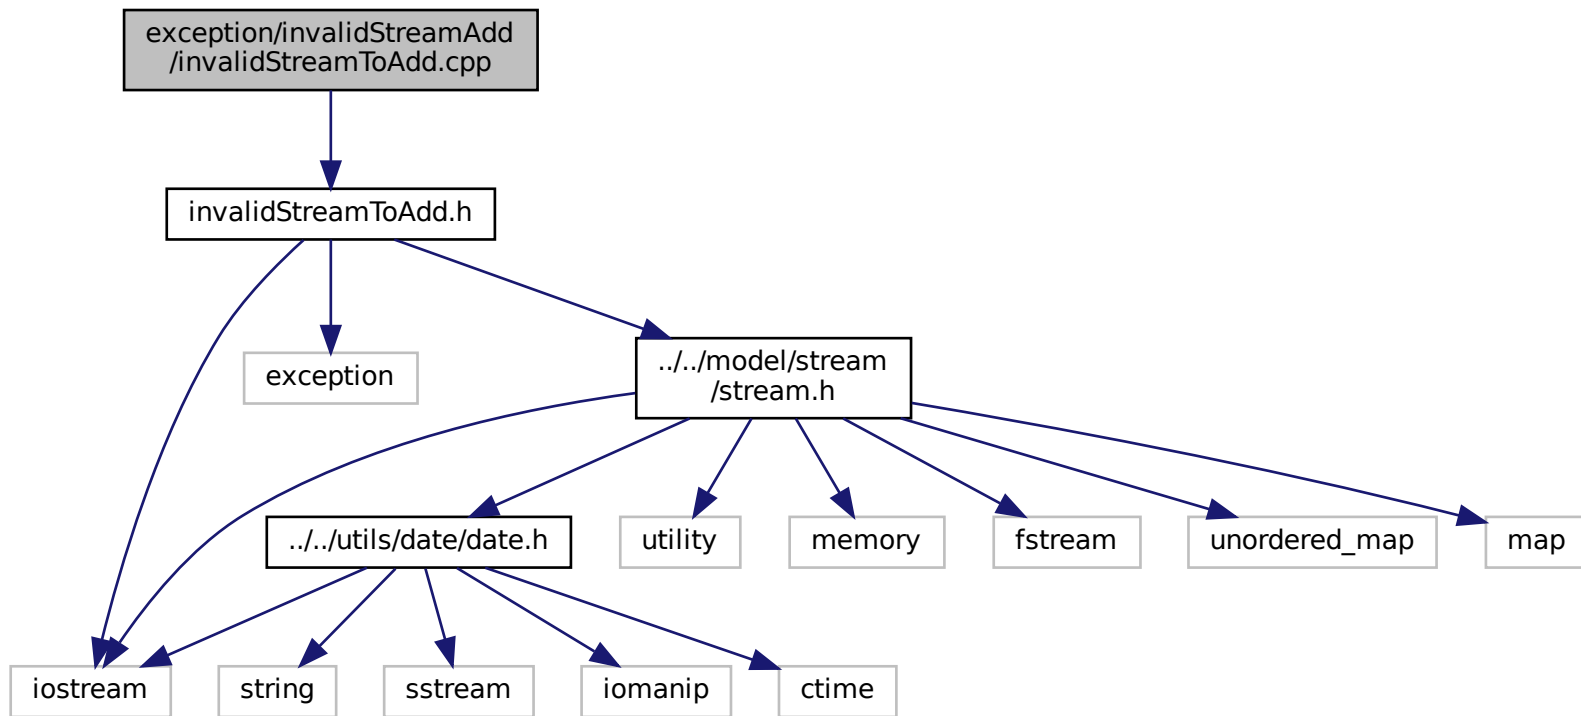 exception/invalidStreamAdd
/invalidStreamToAdd.cpp
invalidStreamToAdd.h
exception
../../model/stream
/stream.h
../../utils/date/date.h
utility
memory
fstream
unordered_map
map
iostream
string
sstream
iomanip
ctime